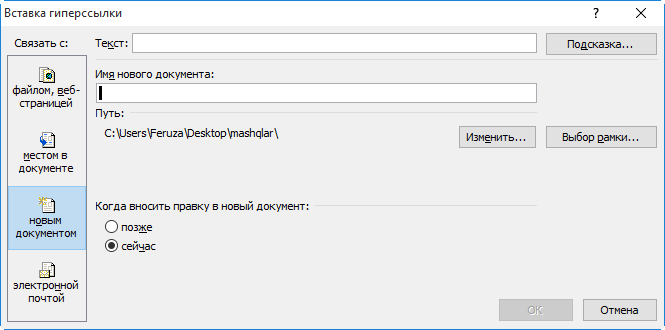 Вставка гиперссылки ? ×
Связать с: Текст: Подсказка...
файлом, веб-
страницей
местом в
документе
новым
документом
электронной
почтой
Имя нового документа:
Путь:
C:\Users\Feruza\Desktop\mashqlar\ Изменить... Выбор рамки...
Когда вносить правку в новый документ:
позже
сейчас
ОК Отмена